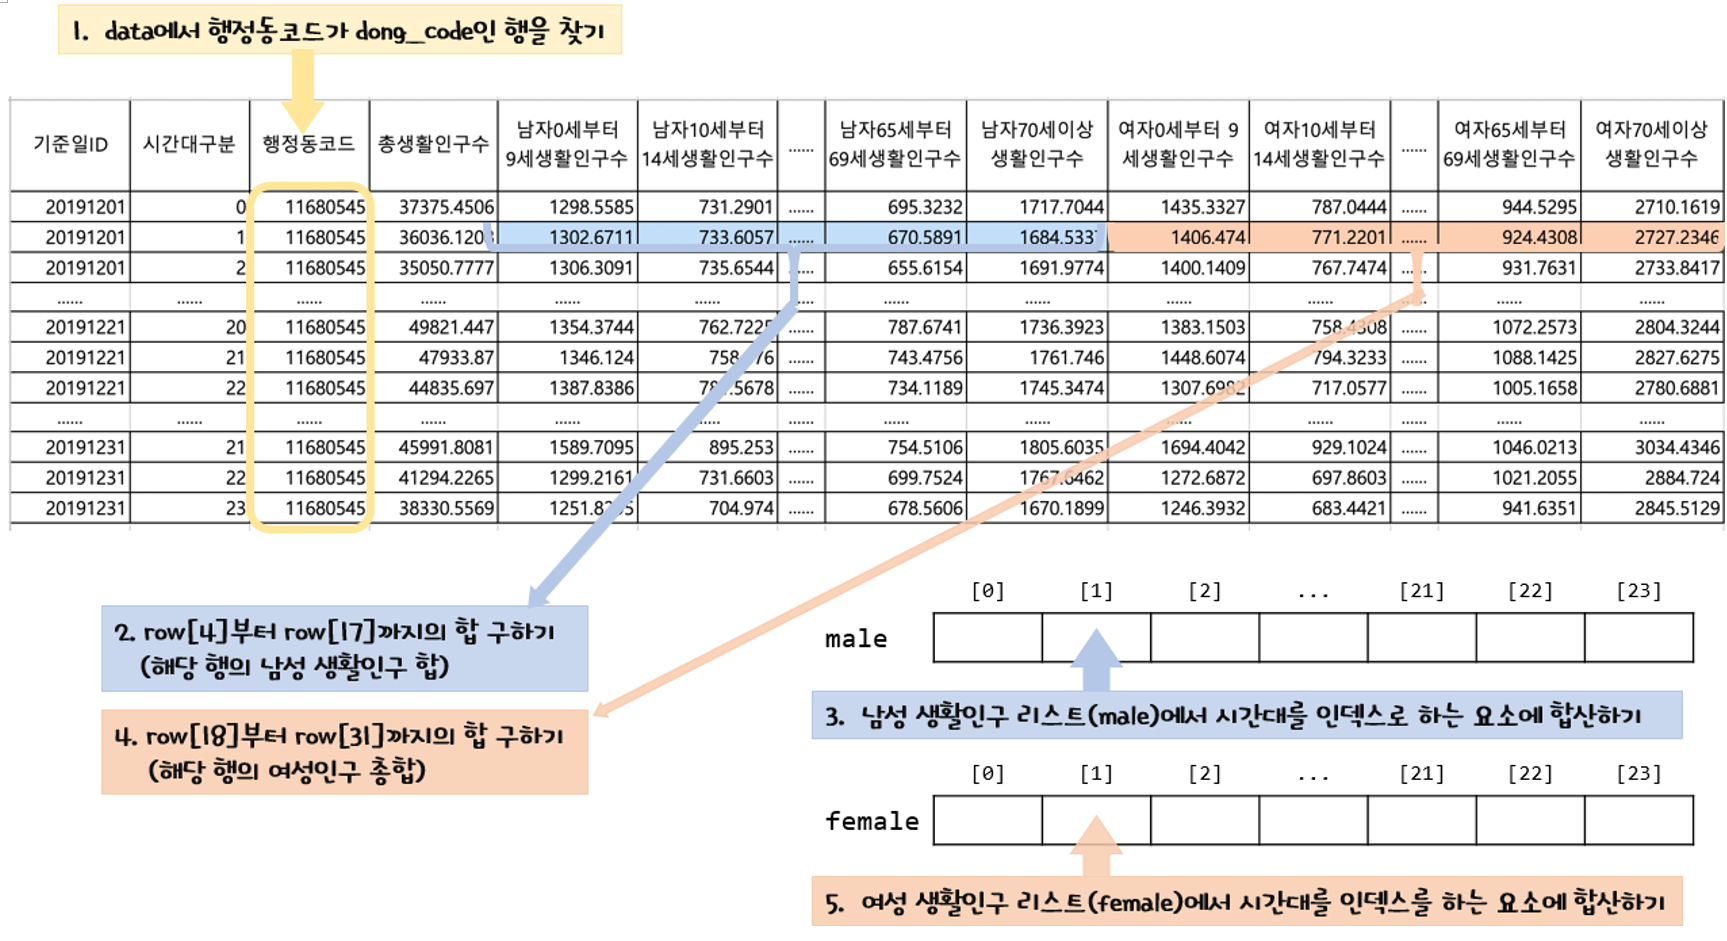 1. data에서 행정동코드가 dong_code인 행을 찾기
기준일ID 시간대구분 행정동코드 총생활인구수 남자0세부터 9세생활인구수 남자10세부터 14세생활인구수 ...... 남자65세부터 69세생활인구수 남자70세이상 생활인구수 여자0세부터 9 세생활인구수 여자10세부터 14세생활인구수 ...... 여자65세부터 69세생활인구수 여자70세이상 생활인구수
20191201 0 11680545 37375.4506 1298.5585 731.2901 ...... 695.3232 1717.7044 1435.3327 787.0444 ...... 944.5295 2710.1619
20191201 1 11680545 1302.6711 733.6057 ...... 670.5891 1684.5337 1406.474 771.2201 ...... 924.4308 2727.2346
20191201 2 11680545 35050.7777 1306.3091 735.6544 ...... 655.6154 1691.9774 1400.1409 767.7474 ...... 931.7631 2733.8417
...... ...... ...... ...... ...... ...... ...... ...... ...... ...... ...... ...... ...... ......
20191221 20 11680545 49821.447 1354.3744 762.7225 ...... 787.6741 1736.3923 1383.1503 758.4308 ...... 1072.2573 2804.3244
20191221 21 11680545 47933.87 1346.124 ...... 743.4756 1761.746 1448.6074 794.3233 ...... 1088.1425 2827.6275
20191221 22 11680545 44835.697 1387.8386 ...... 734.1189 1745.3474 1307.6982 717.0577 ...... 1005.1658 2780.6881
...... ...... ...... ...... ...... ...... ...... ...... ...... ...... ...... ...... ...... ......
20191231 21 11680545 45991.8081 1589.7095 895.253 ...... 754.5106 1805.6035 1694.4042 929.1024 ...... 1046.0213 3034.4346
20191231 22 11680545 41294.2265 1299.2161 731.6603 ...... 699.7524 1767.6462 1272.6872 697.8603 ...... 1021.2055 2884.724
20191231 23 11680545 38330.5569 704.974 ...... 678.5606 1670.1899 1246.3932 683.4421 ...... 941.6351 2845.5129
2. row[4]부터 row[17]까지의 합 구하기
(해당 행의 남성 생활인구 합)
4. row[18]부터 row[31]까지의 합 구하기
(해당 행의 여성인구 총합)
[0] [1] [2] ... [21] [22] [23]
male
3. 남성 생활인구 리스트(male)에서 시간대를 인덱스로 하는 요소에 합산하기
[0] [1] [2] ... [21] [22] [23]
female
5. 여성 생활인구 리스트(female)에서 시간대를 인덱스를 하는 요소에 합산하기